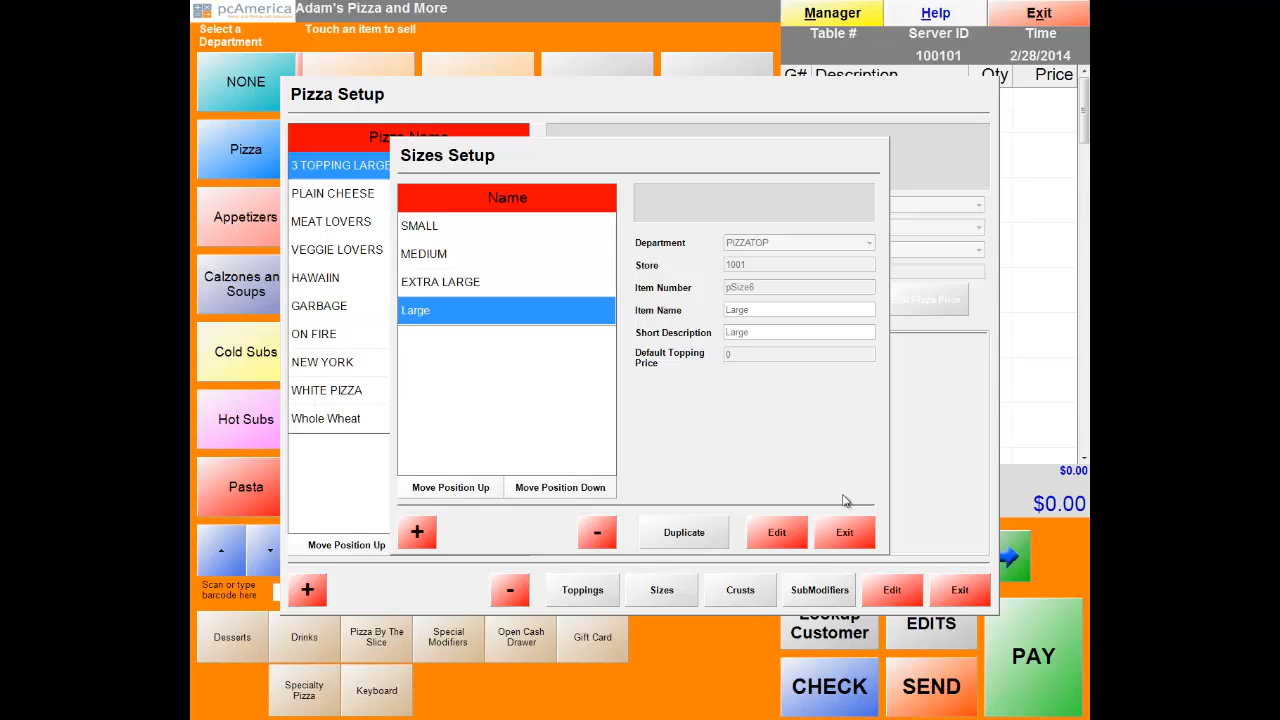 pcAmerica
Adam's Pizza and More
Manager
Help
Exit
Select a
Department
Touch an item to sell
Table #
Server ID
Time
100101
2/28/2014
G# Description Qty Price
NONE
Pizza
Appetizers
Calzones an
Soups
Cold Subs
Hot Subs
Pasta
Scan or type
barcode here
Pizza Setup
Pizza Name
3 TOPPING LARGE
PLAIN CHEESE
MEAT LOVERS
VEGGIE LOVERS
HAWAIIN
GARBAGE
ON FIRE
NEW YORK
WHITE PIZZA
Whole Wheat
Move Position Up
Sizes Setup
Name
SMALL
MEDIUM
EXTRA LARGE
Large
Move Position Up
Move Position Down
Department PIZZATOP
Store 1001
Item Number pSize6
Item Name Large
Short Description Large
Default Topping
Price
0
+
-
Duplicate
Edit
Exit
Pizza Price
+
-
Toppings
Sizes
Crusts
SubModifiers
Edit
Exit
$0.00
$0.00
Desserts
Drinks
Pizza By The
Slice
Special
Modifiers
Open Cash
Drawer
Gift Card
Specialty
Pizza
Keyboard
Lookup
Customer
EDITS
CHECK
SEND
PAY